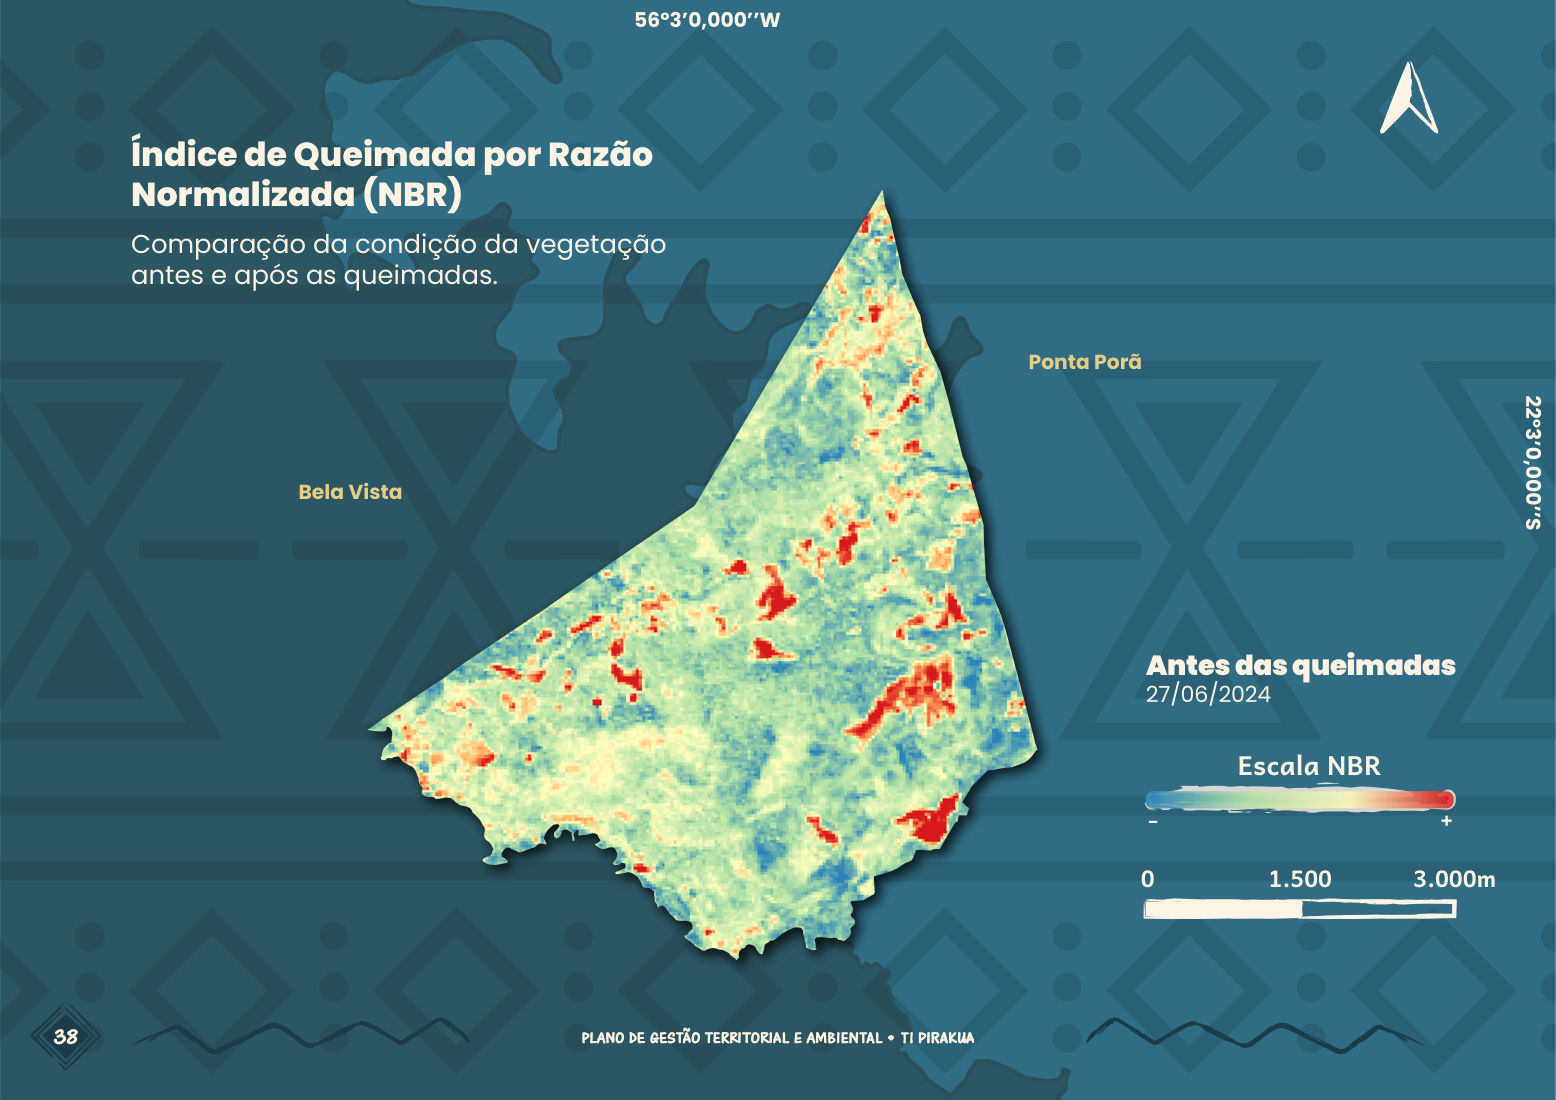 56°3’0,000’’W
Índice de Queimada por Razão
Normalizada (NBR)
Comparação da condição da vegetação
antes e após as queimadas.
Ponta Porã
22°3’0,000’’S
Bela Vista
Antes das queimadas
27/06/2024
Escala NBR
– +
0 1.500 3.000m
38
PLANO DE GESTÃO TERRITORIAL E AMBIENTAL • TI PIRAKUA